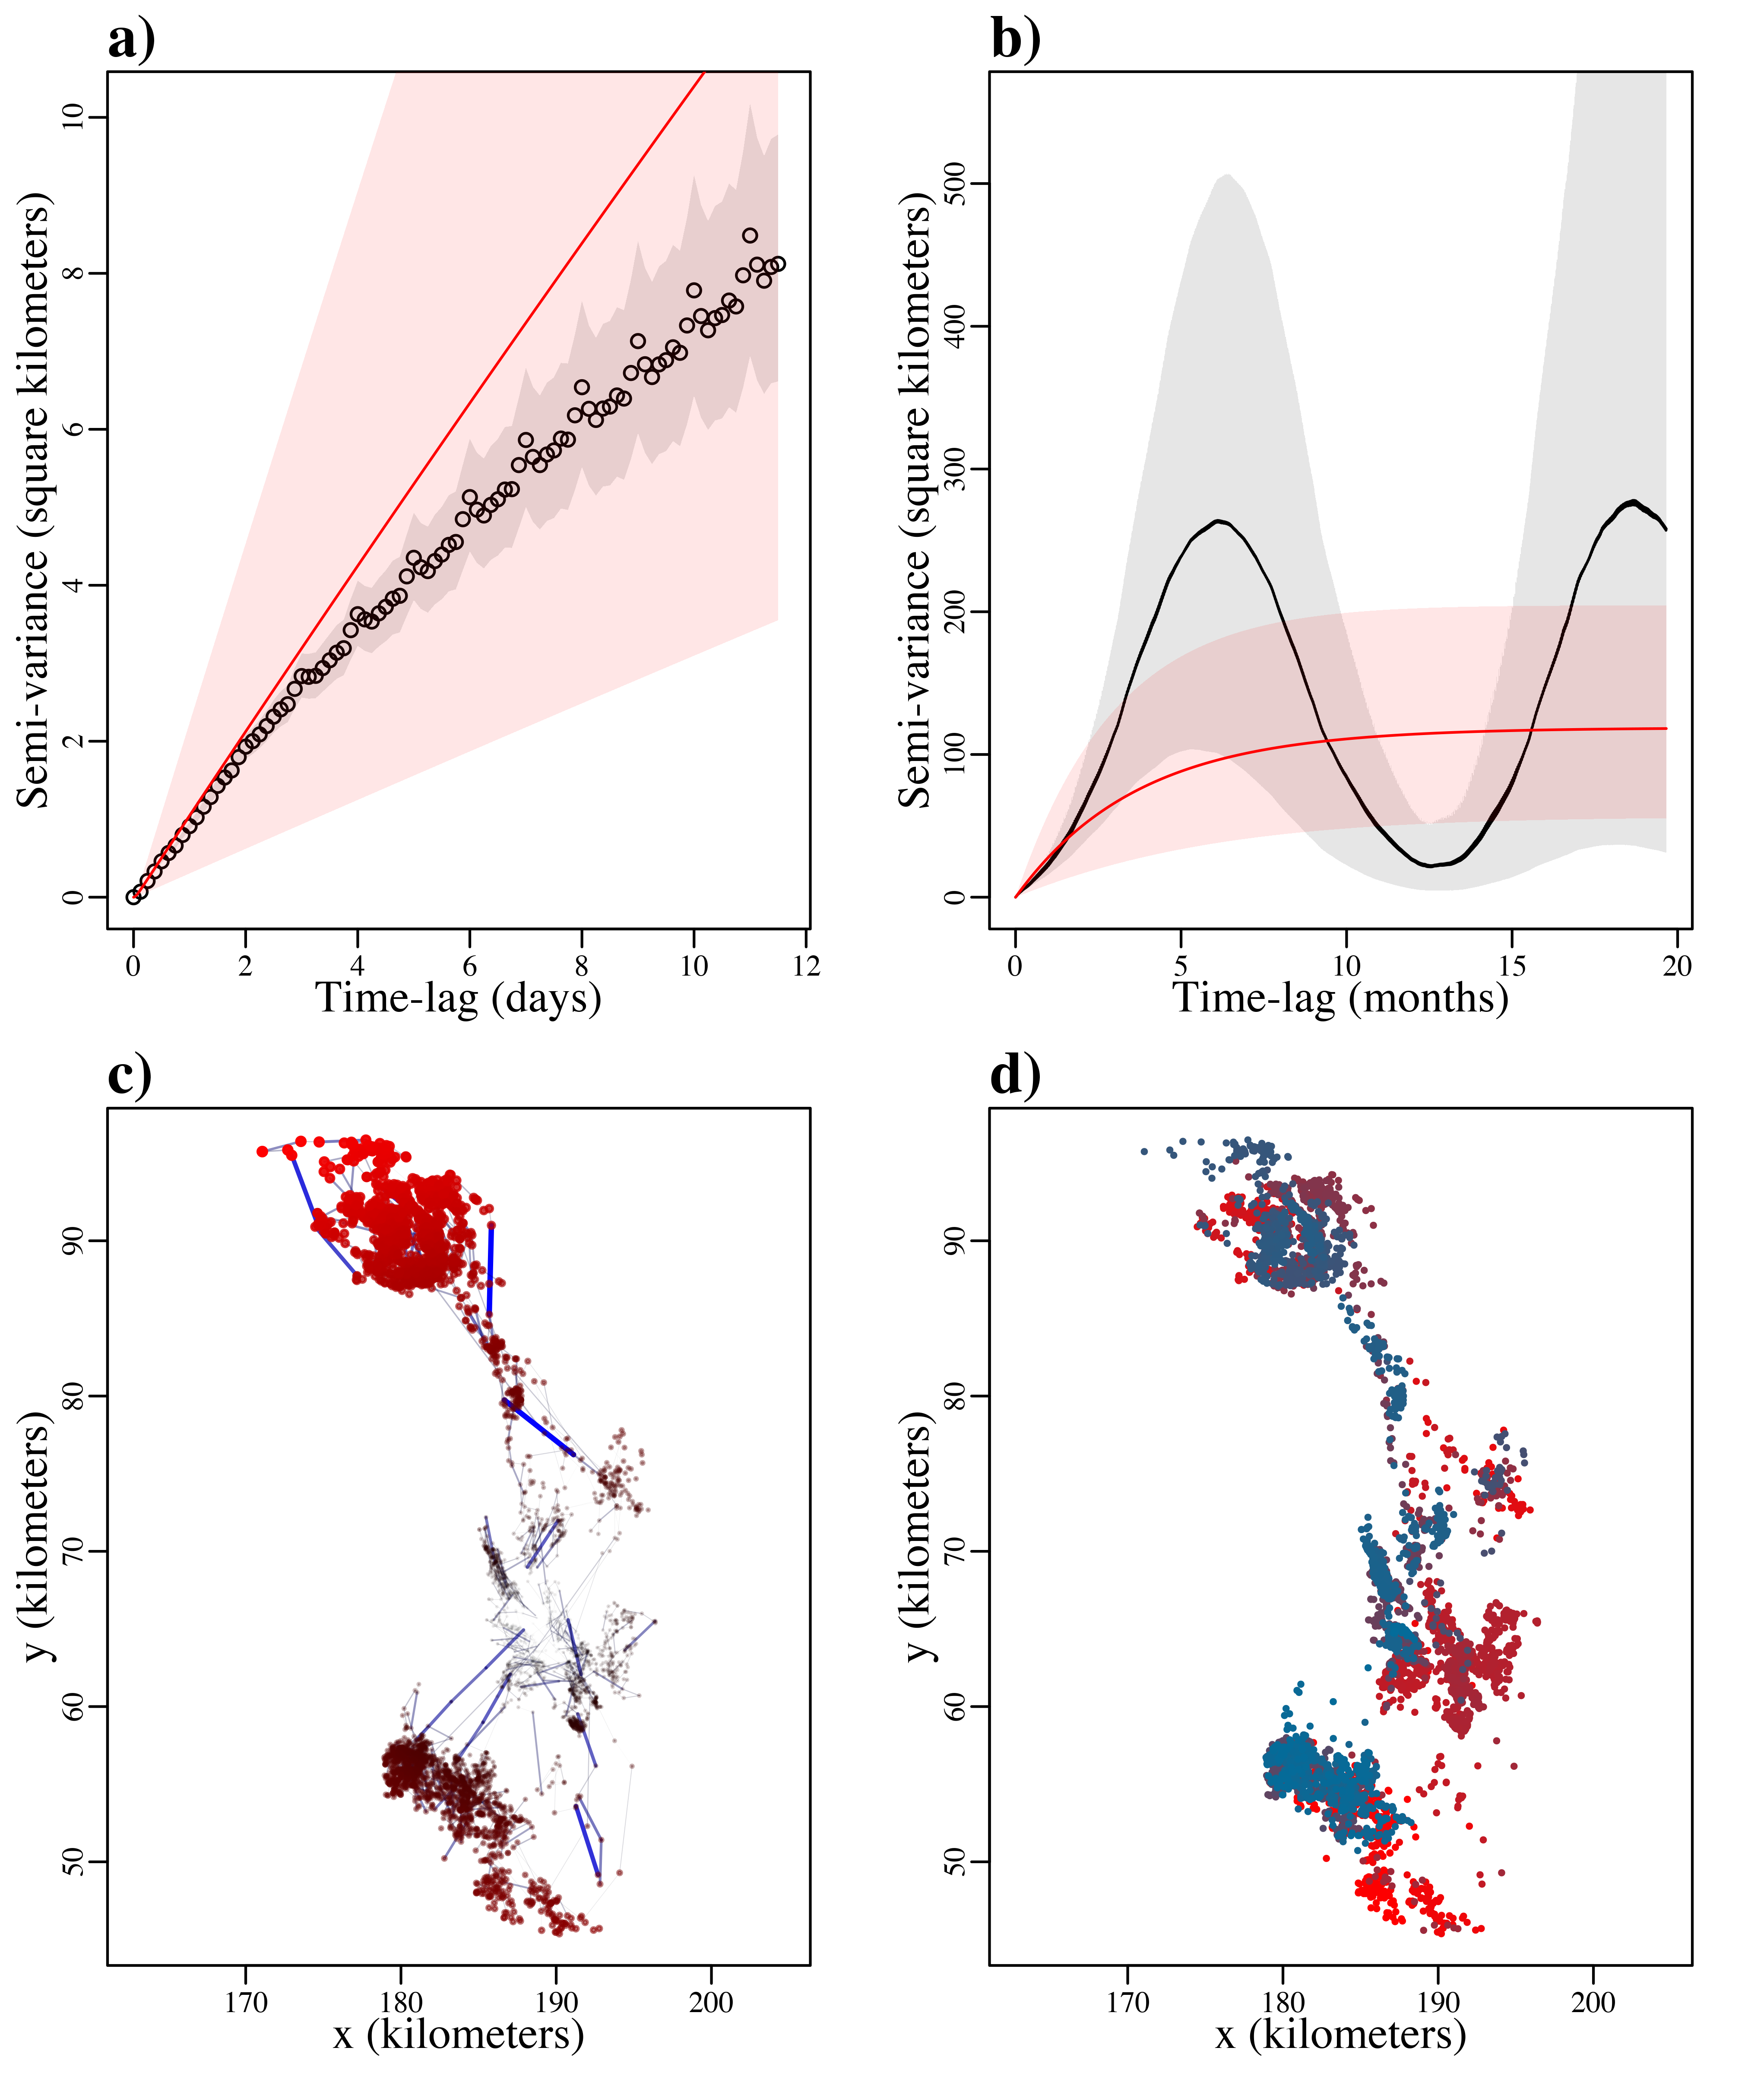 a)
Semi-variance (square kilometers)
0 2 4 6 8 10
0 2 4 6 8 10 12
Time-lag (days)
b)
Semi-variance (square kilometers)
0 100 200 300 400 500
0 5 10 15 20
Time-lag (months)
c)
y (kilometers)
50 60 70 80 90
170 180 190 200
x (kilometers)
d)
y (kilometers)
50 60 70 80 90
170 180 190 200
x (kilometers)